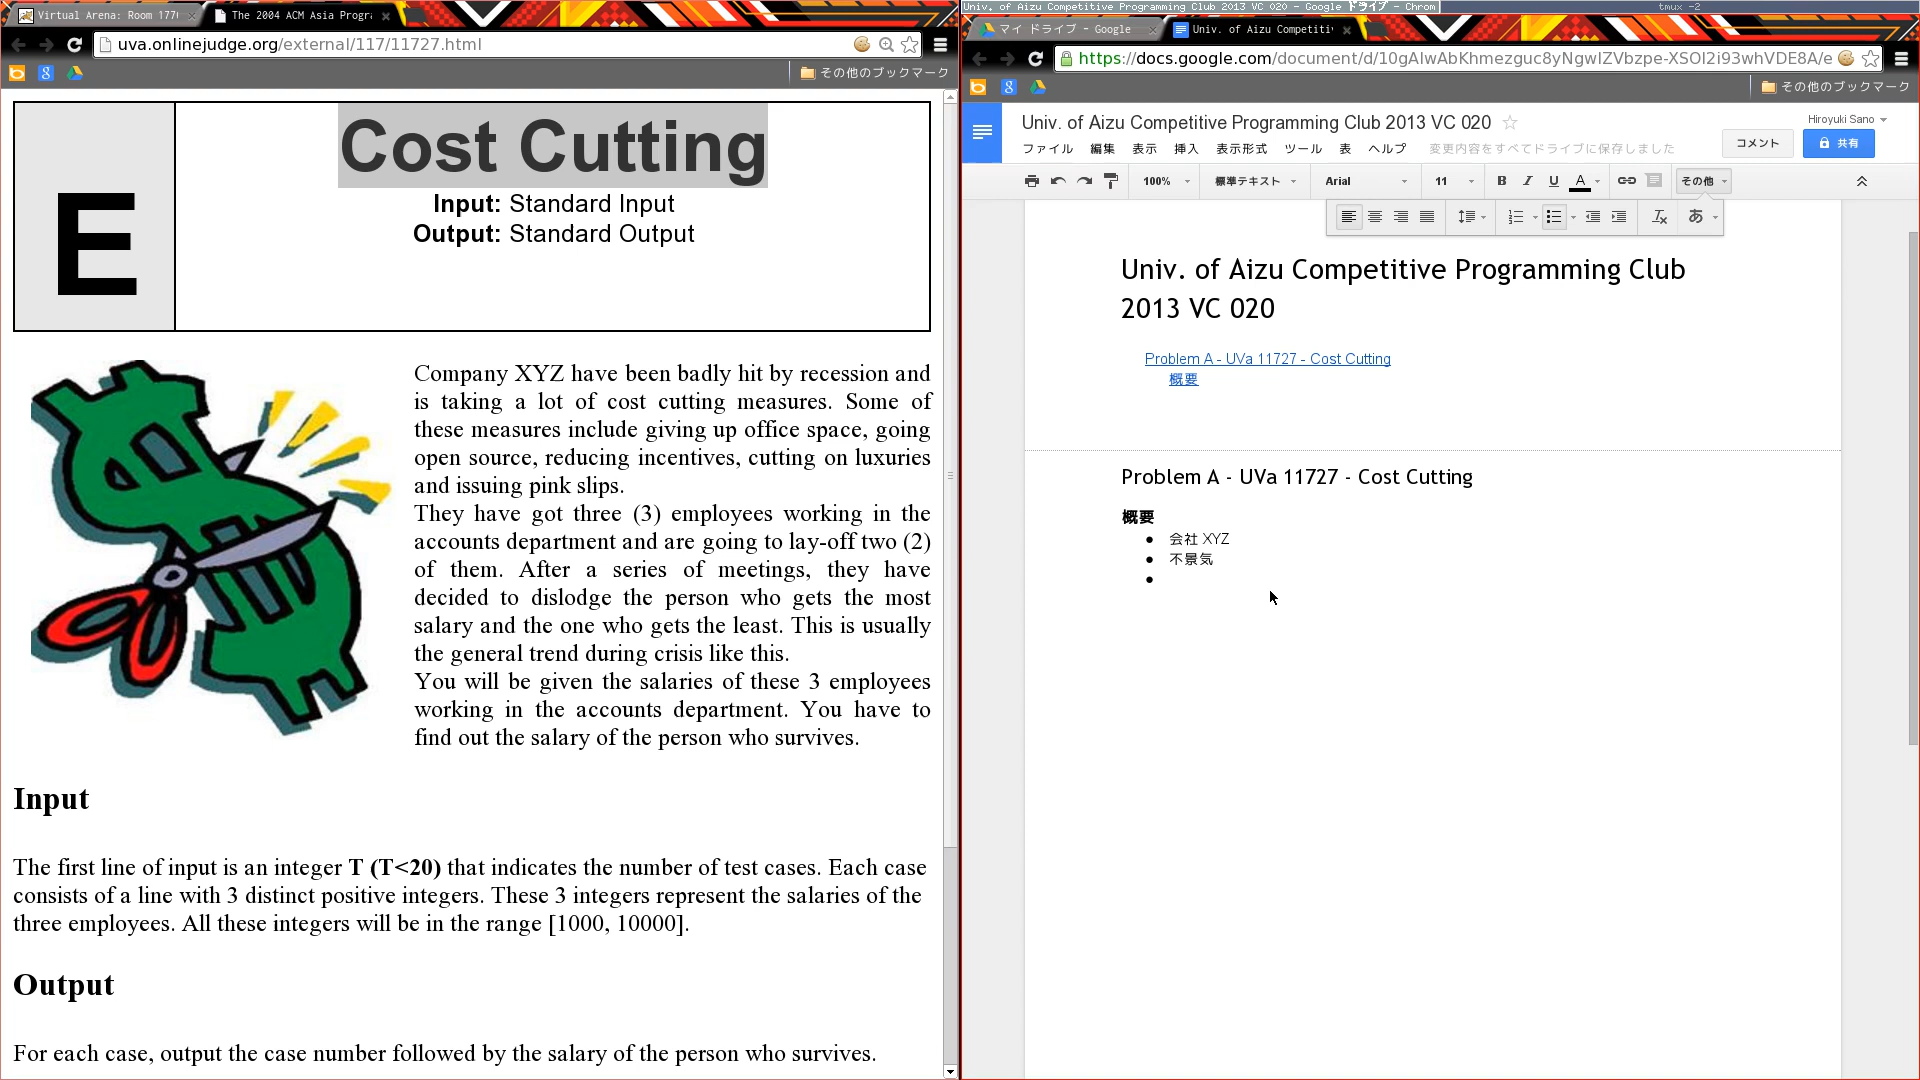 Virtual Arena: Room 177
The 2004 ACM Asia Progra
uva.onlinejudge.org/external/117/11727.html
その他のブックマーク
E
Cost Cutting
Input: Standard Input
Output: Standard Output
Company XYZ have been badly hit by recession and
is taking a lot of cost cutting measures. Some of
these measures include giving up office space, going
open source, reducing incentives, cutting on luxuries
and issuing pink slips.
They have got three (3) employees working in the
accounts department and are going to lay-off two (2)
of them. After a series of meetings, they have
decided to dislodge the person who gets the most
salary and the one who gets the least. This is usually
the general trend during crisis like this.
You will be given the salaries of these 3 employees
working in the accounts department. You have to
find out the salary of the person who survives.
Input
The first line of input is an integer T (T<20) that indicates the number of test cases. Each case
consists of a line with 3 distinct positive integers. These 3 integers represent the salaries of the
three employees. All these integers will be in the range [1000, 10000].
Output
For each case, output the case number followed by the salary of the person who survives.
Univ. of Aizu Competitive Programming Club 2013 VC 020 - Google ドライブ - Chrom
tmux -2
マイ ドライブ - Google
Univ. of Aizu Competiti
https://docs.google.com/document/d/10gAlwAbKhmezguc8yNgwIZVbzpe-XSOl2i93whVDE8A/e
その他のブックマーク
Univ. of Aizu Competitive Programming Club 2013 VC 020
Hiroyuki Sano
ファイル 編集 表示 挿入 表示形式 ツール 表 ヘルプ 変更内容をすべてドライブに保存しました
コメント
共有
100% 標準テキスト Arial 11 B I U A その他
あ
Univ. of Aizu Competitive Programming Club
2013 VC 020
Problem A - UVa 11727 - Cost Cutting
概要
Problem A - UVa 11727 - Cost Cutting
概要
● 会社 XYZ
● 不景気
●